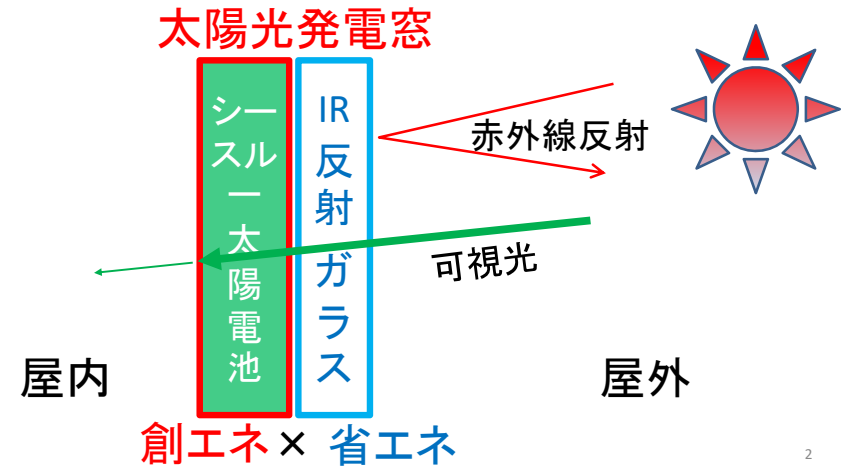 太陽光発電窓
シースルー太陽電池
IR反射ガラス
赤外線反射
可視光
屋内
屋外
創エネ× 省エネ
2